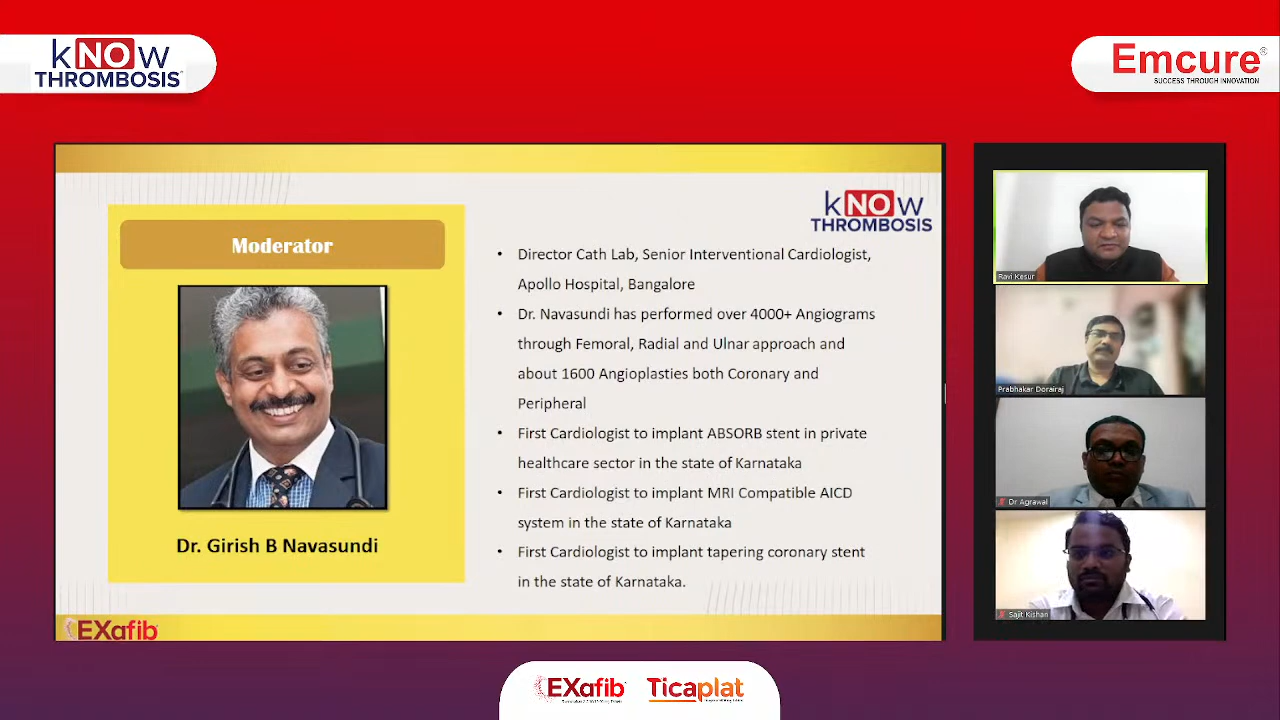 kNOw
THROMBOSIS
Emcure®
SUCCESS THROUGH INNOVATION
kNOw
THROMBOSIS
Moderator
Dr. Girish B Navasundi
• Director Cath Lab, Senior Interventional Cardiologist,
Apollo Hospital, Bangalore
• Dr. Navasundi has performed over 4000+ Angiograms
through Femoral, Radial and Ulnar approach and
about 1600 Angioplasties both Coronary and
Peripheral
• First Cardiologist to implant ABSORB stent in private
healthcare sector in the state of Karnataka
• First Cardiologist to implant MRI Compatible AICD
system in the state of Karnataka
• First Cardiologist to implant tapering coronary stent
in the state of Karnataka.
EXafib
Ravi Kesur
Prabhakar Dorairaj
Dr Agrawal
Sajit Kishan
EXafib
Ticaplat